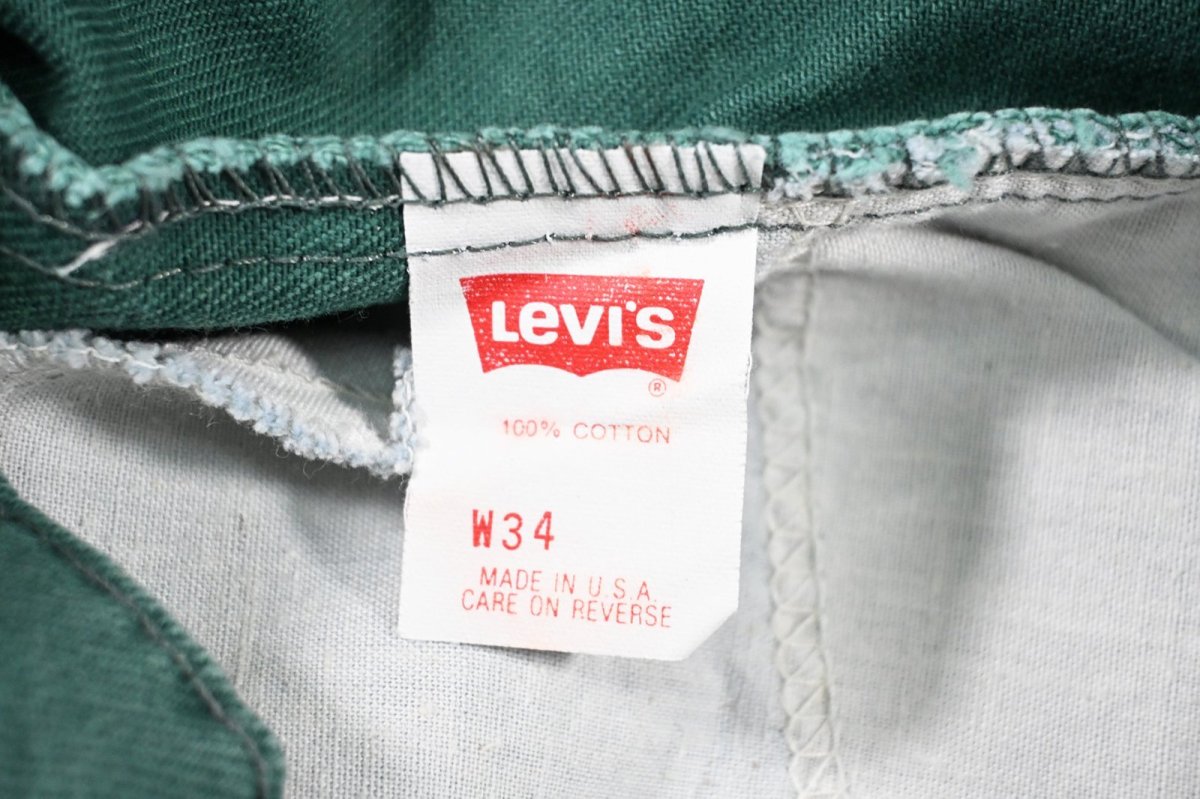 Levi's
®
100% COTTON
W34
MADE IN U.S.A.
CARE ON REVERSE